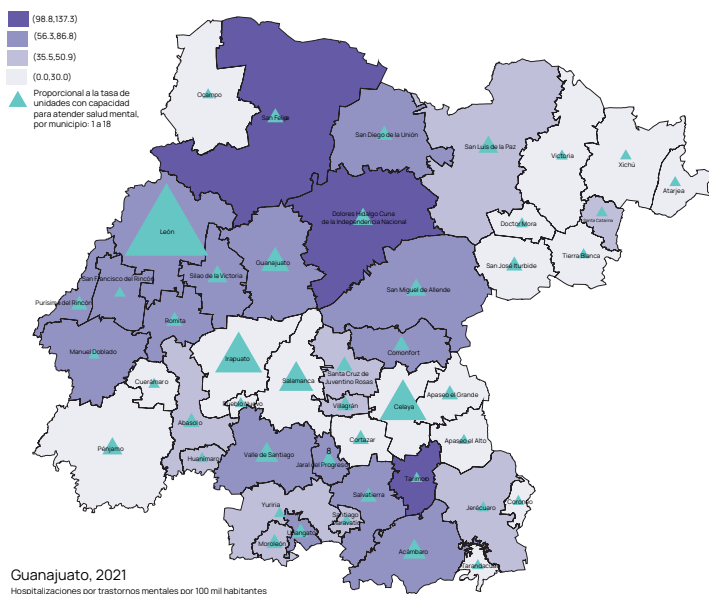 (98.8,137.3)
(56.3,86.8)
(35.5,50.9)
(0.0,30.0)
Proporcional a la tasa de
unidades con capacidad
para atender salud mental,
por municipio: 1 a 18
Ocampo
San Felipe
San Diego de la Unión
San Luis de la Paz
Victoria
Xichú
Atarjea
Santa Catarina
Dolores Hidalgo Cuna
de la Independencia Nacional
Doctor Mora
Tierra Blanca
San José Iturbide
León
Guanajuato
Silao de la Victoria
San Francisco del Rincón
Purísima del Rincón
Romita
San Miguel de Allende
Manuel Doblado
Irapuato
Comonfort
Cuerámaro
Salamanca
Santa Cruz de
Juventino Rosas
Pueblo Nuevo
Villagrán
Celaya
Apaseo el Grande
Abasolo
Cortazar
Apaseo el Alto
Pénjamo
Huanímaro
Valle de Santiago
8
Jaral del Progreso
Tarimoro
Salvatierra
Yuriria
Santiago
Maravatío
Jerécuaro
Coroneo
Moroleón
Uriangato
Acámbaro
Tarandacuao
Guanajuato, 2021
Hospitalizaciones por trastornos mentales por 100 mil habitantes